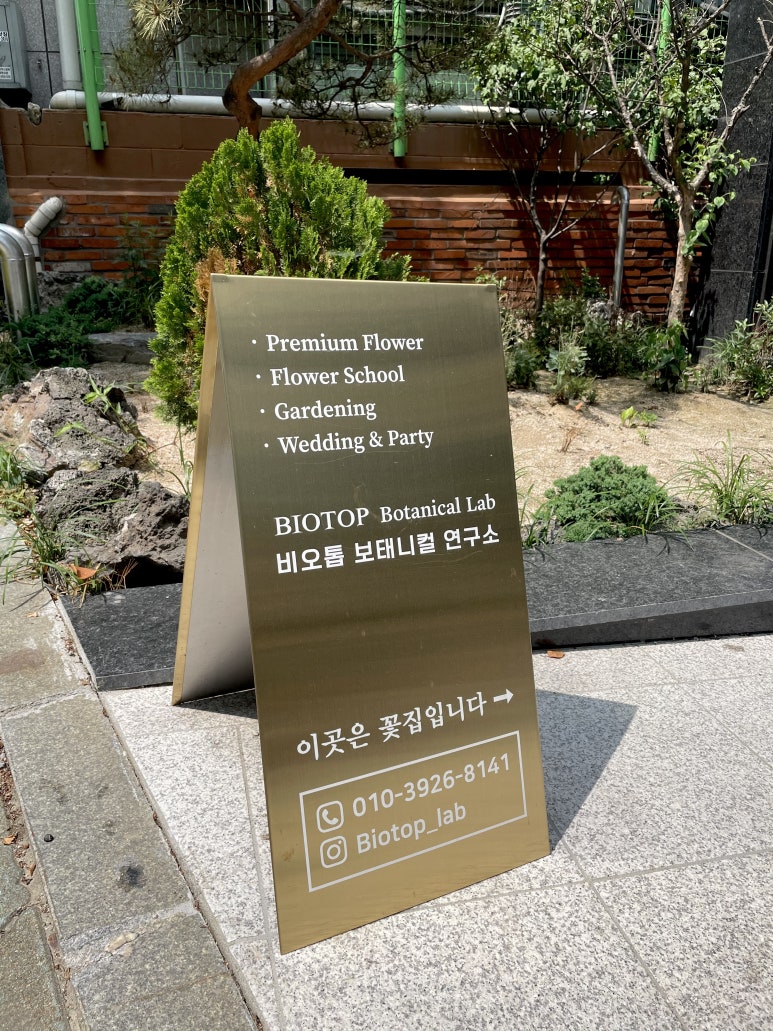 · Premium Flower
· Flower School
· Gardening
· Wedding & Party
BIOTOP Botanical Lab
비오톱 보태니컬 연구소
이곳은 꽃집입니다 →
010-3926-8141
Biotop_lab